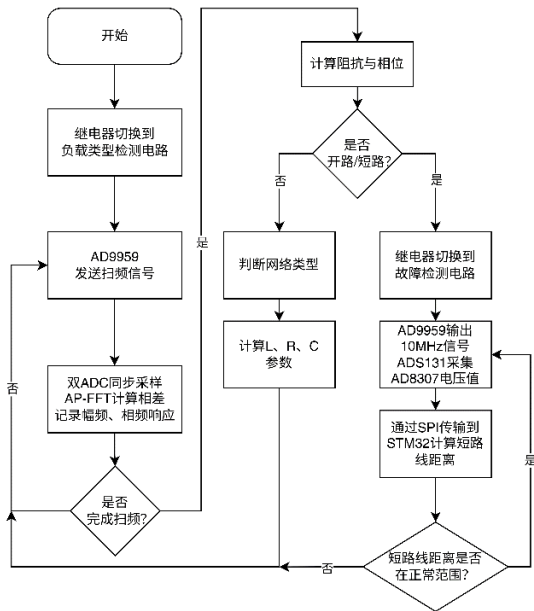 开始
继电器切换到
负载类型检测电路
AD9959
发送扫频信号
双ADC同步采样
AP-FFT计算相差
记录幅频、相频响应
是否
完成扫频?
否
是
计算阻抗与相位
是否
开路/短路?
否
是
判断网络类型
计算L、R、C
参数
继电器切换到
故障检测电路
AD9959输出
10MHz信号
ADS131采集
AD8307电压值
通过SPI传输到
STM32计算短路
线距离
短路线距离是否
在正常范围?
否
是